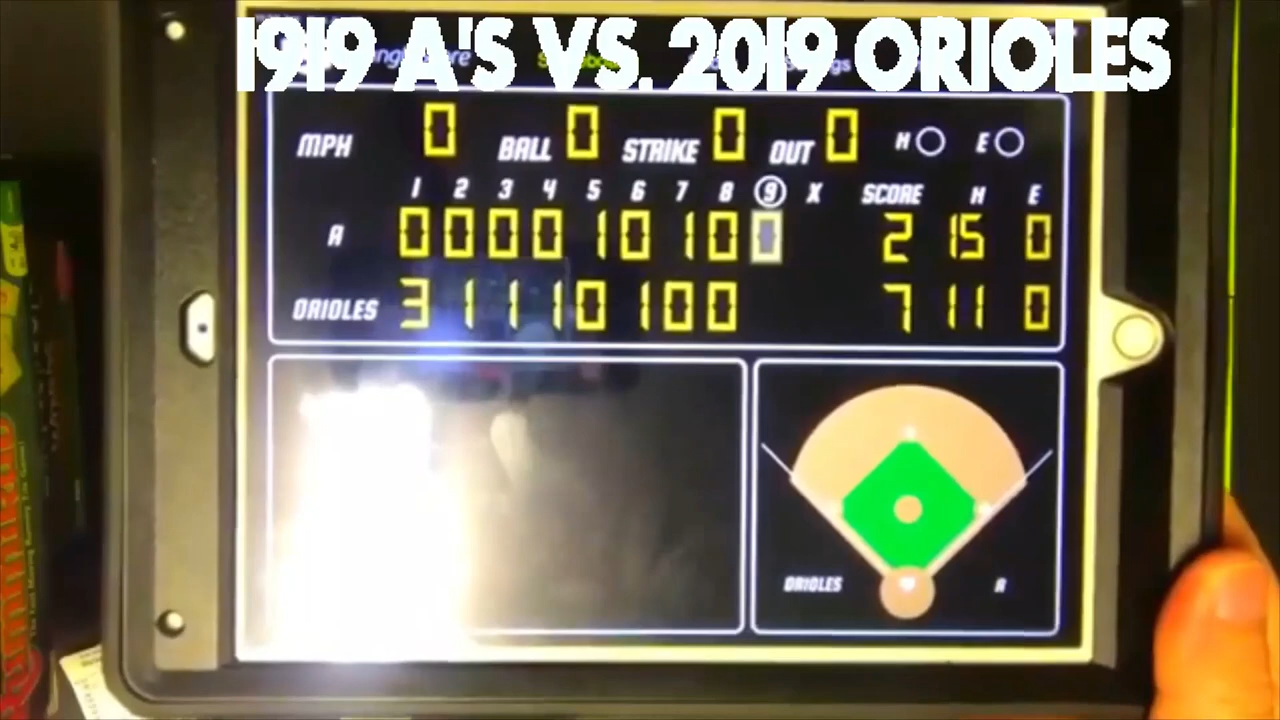 1919 A'S VS. 2019 ORIOLES
MPH 0 BALL 0 STRIKE 0 OUT 0 H E
1 2 3 4 5 6 7 8 9 X SCORE H E
A 0 0 0 0 1 0 1 0 0 2 15 0
ORIOLES 3 1 1 1 0 1 0 0 7 11 0
ORIOLES A